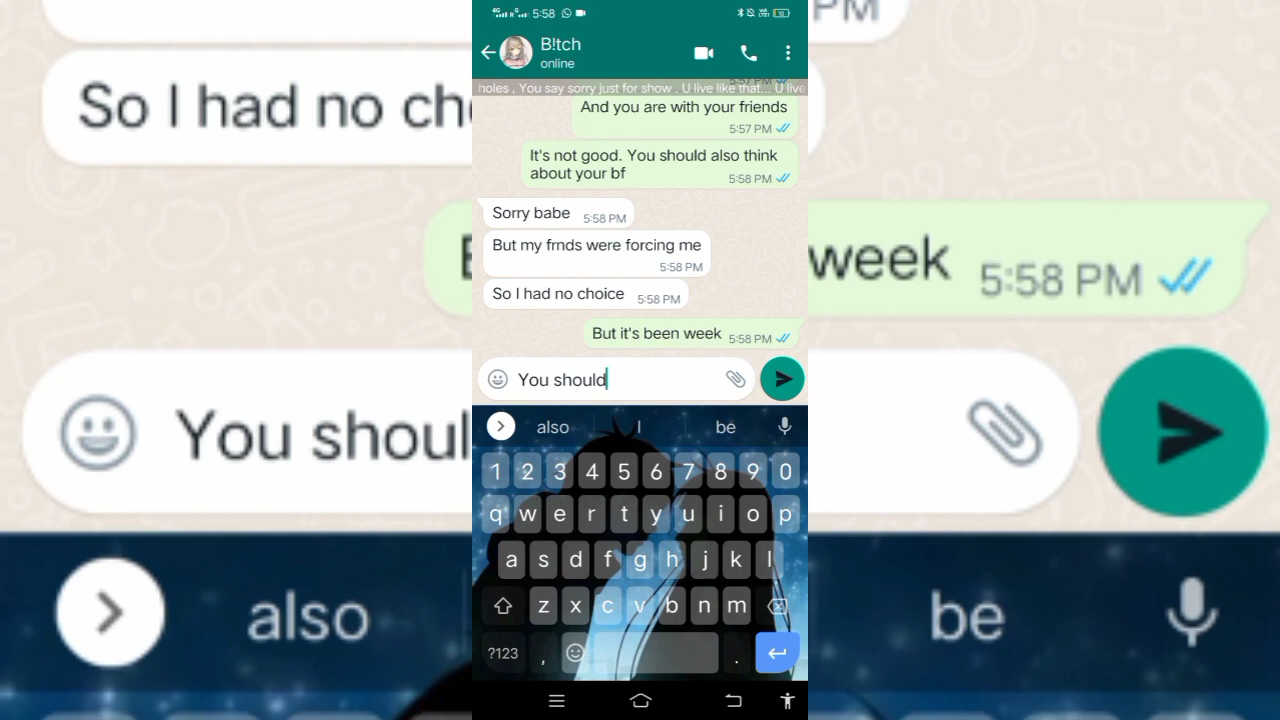 5:58
B!tch
online
5:57 PM
holes , You say sorry just for show . U live like that... U live
And you are with your friends
5:57 PM
It's not good. You should also think
about your bf
5:58 PM
Sorry babe
5:58 PM
But my frnds were forcing me
5:58 PM
So I had no choice
5:58 PM
But it's been week
5:58 PM
You should
also I be
1 2 3 4 5 6 7 8 9 0
q w e r t y u i o p
a s d f g h j k l
z x c v b n m
?123 , .
PM
So I had no ch
week 5:58 PM
You shoul
also be